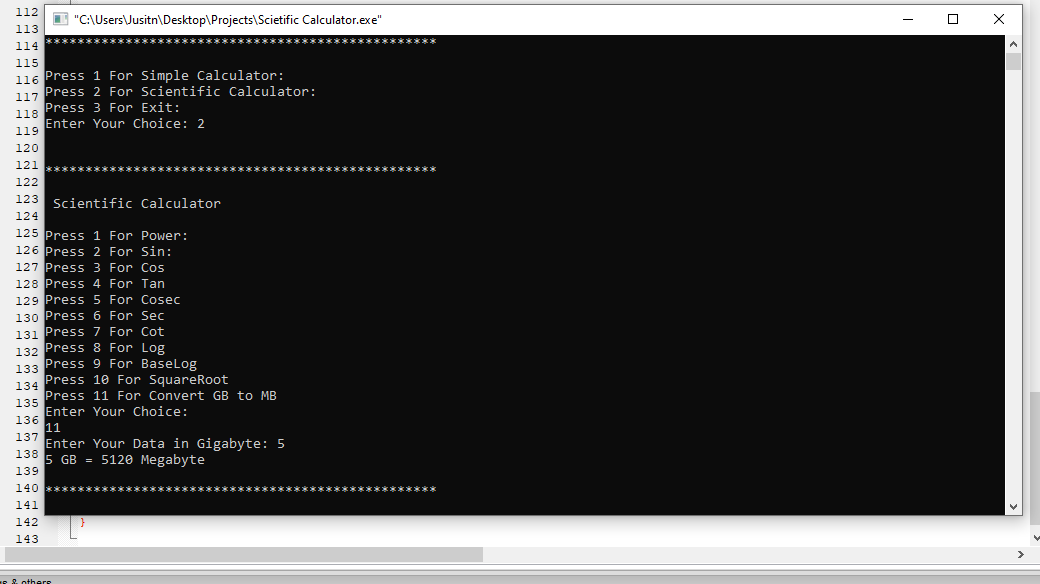 "C:\Users\Jusitn\Desktop\Projects\Scietific Calculator.exe"
*************************************************
Press 1 For Simple Calculator:
Press 2 For Scientific Calculator:
Press 3 For Exit:
Enter Your Choice: 2
*************************************************
Scientific Calculator
Press 1 For Power:
Press 2 For Sin:
Press 3 For Cos
Press 4 For Tan
Press 5 For Cosec
Press 6 For Sec
Press 7 For Cot
Press 8 For Log
Press 9 For BaseLog
Press 10 For SquareRoot
Press 11 For Convert GB to MB
Enter Your Choice:
11
Enter Your Data in Gigabyte: 5
5 GB = 5120 Megabyte
*************************************************
112
113
114
115
116
117
118
119
120
121
122
123
124
125
126
127
128
129
130
131
132
133
134
135
136
137
138
139
140
141
142 }
143
& others